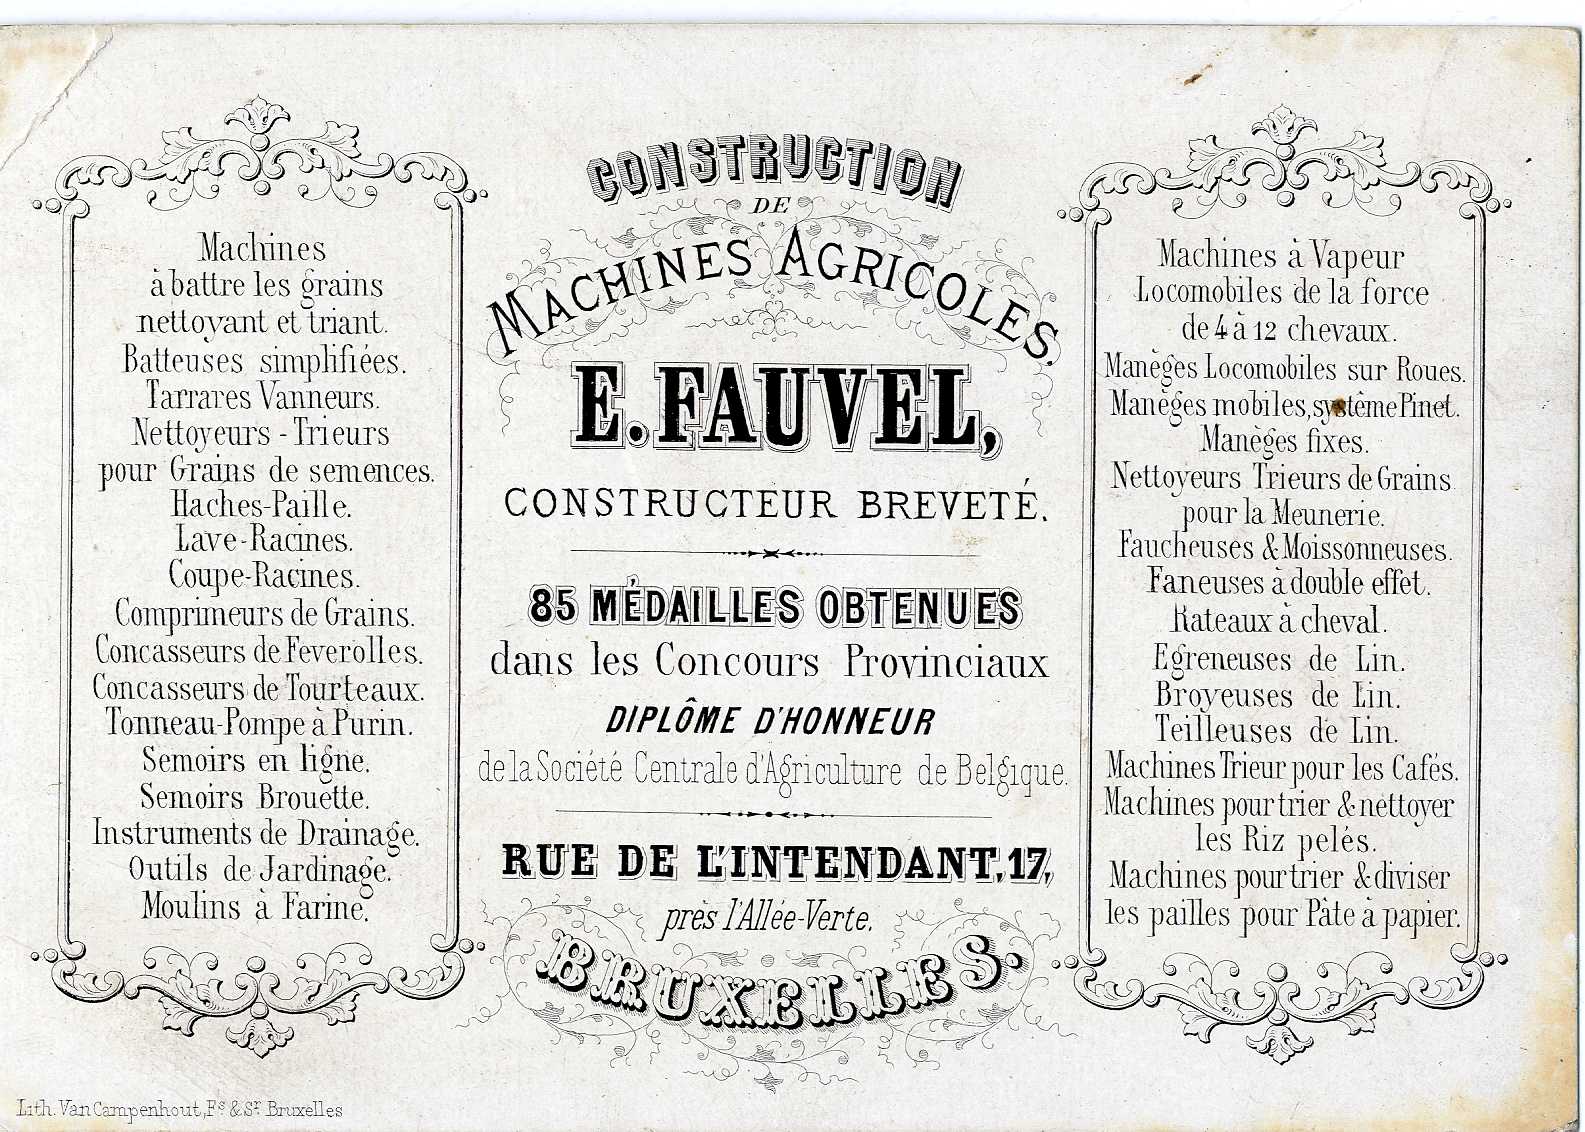 Machines
à battre les grains
nettoyant et triant.
Batteuses simplifiées.
Tarrares Vanneurs.
Nettoyeurs - Trieurs
pour Grains de semences.
Haches-Paille.
Lave-Racines.
Coupe-Racines.
Comprimeurs de Grains.
Concasseurs de Feverolles.
Concasseurs de Tourteaux.
Tonneau-Pompe à Purin.
Semoirs en ligne.
Semoirs Brouette.
Instruments de Drainage.
Outils de Jardinage.
Moulins à Farine.
CONSTRUCTION
DE
MACHINES AGRICOLES.
E. FAUVEL,
CONSTRUCTEUR BREVETÉ.
85 MÉDAILLES OBTENUES
dans les Concours Provinciaux
DIPLÔME D'HONNEUR
de la Société Centrale d'Agriculture de Belgique.
RUE DE L'INTENDANT, 17,
près l'Allée-Verte.
BRUXELLES.
Machines à Vapeur
Locomobiles de la force
de 4 à 12 chevaux.
Manèges Locomobiles sur Roues.
Manèges mobiles, système Pinet.
Manèges fixes.
Nettoyeurs Trieurs de Grains
pour la Meunerie.
Faucheuses & Moissonneuses.
Faneuses à double effet.
Rateaux à cheval.
Egreneuses de Lin.
Broyeuses de Lin.
Teilleuses de Lin.
Machines Trieur pour les Cafés.
Machines pour trier & nettoyer
les Riz pelés.
Machines pour trier & diviser
les pailles pour Pâte à papier.
Lith. Van Campenhout, Fs & Sr Bruxelles